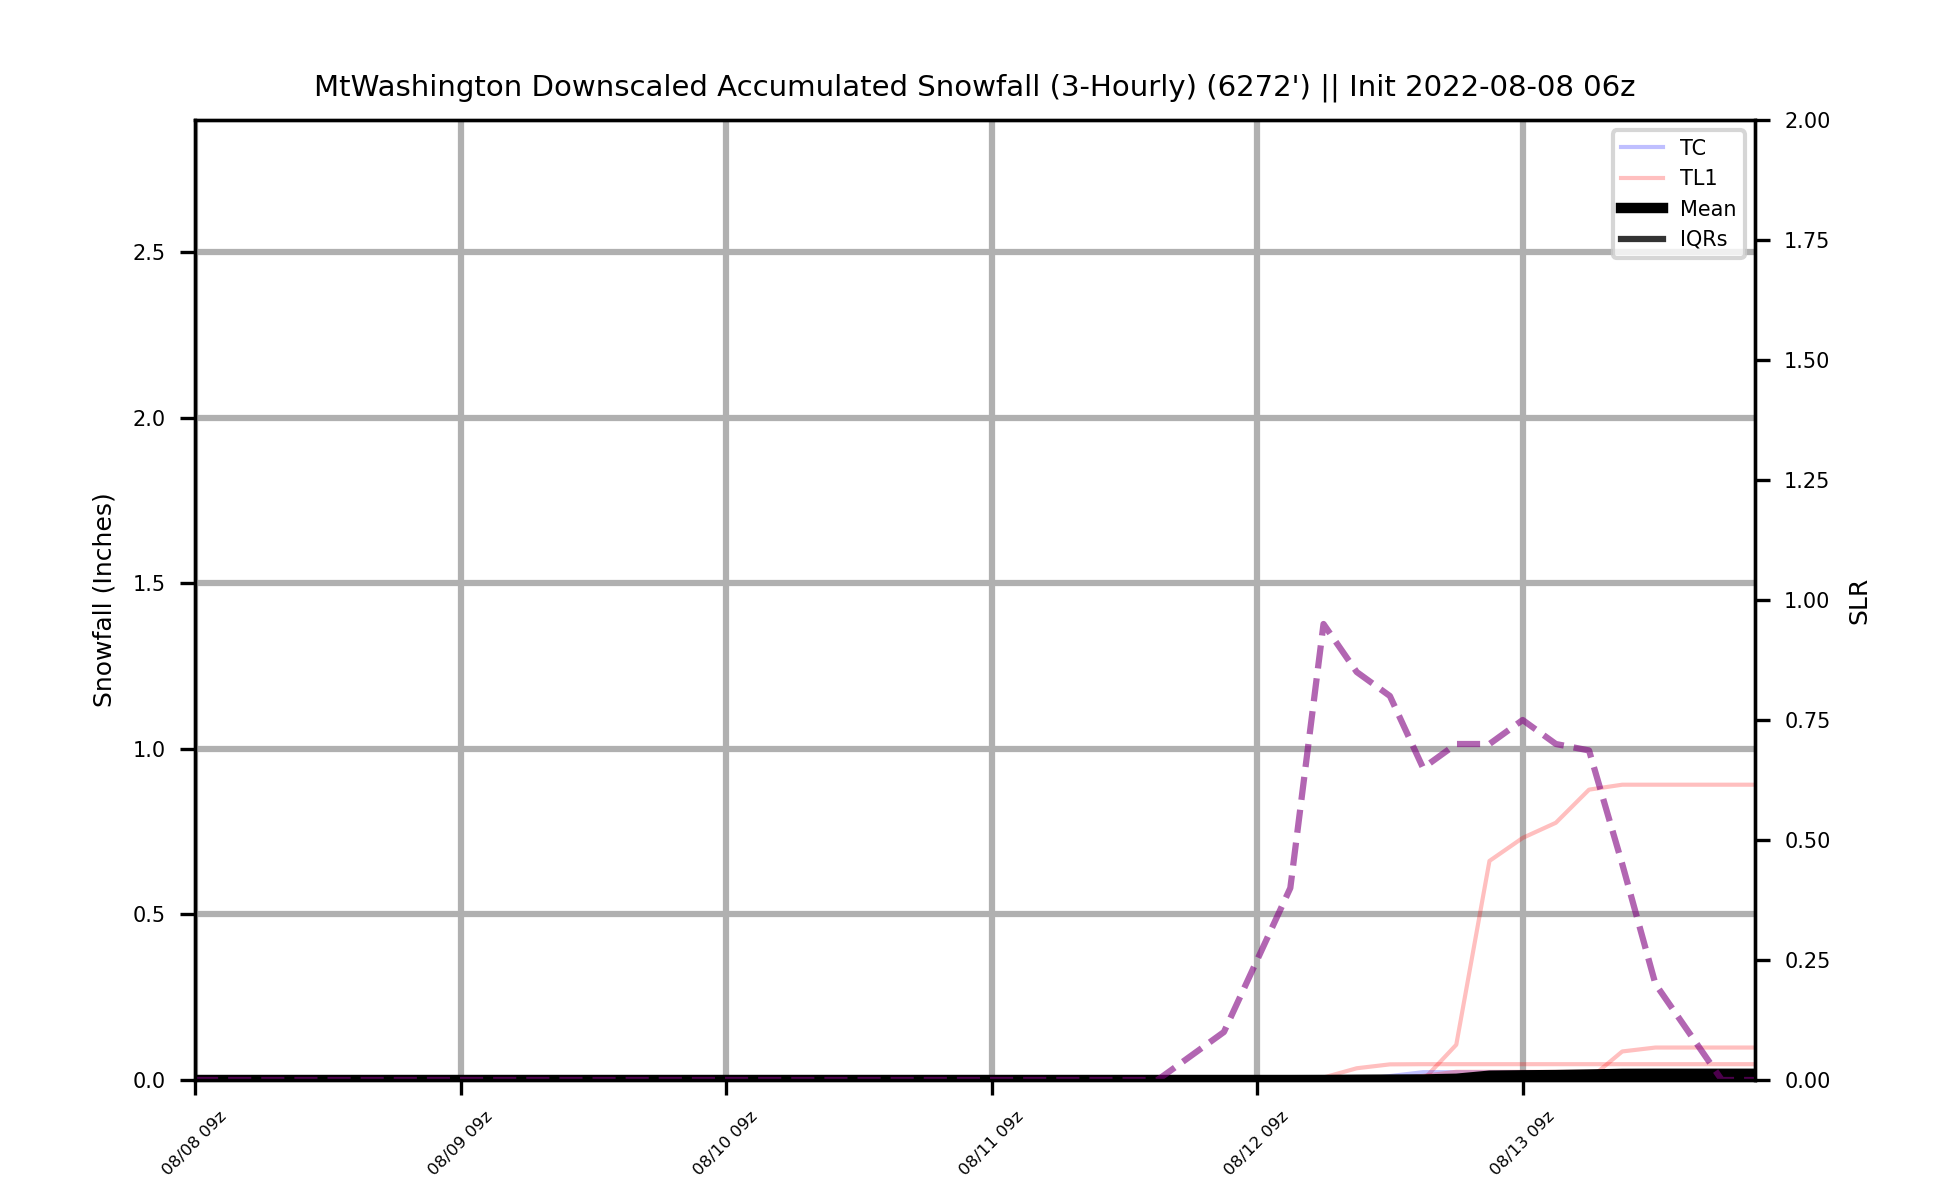 MtWashington Downscaled Accumulated Snowfall (3-Hourly) (6272') || Init 2022-08-08 06z
TC
TL1
Mean
IQRs
Snowfall (Inches)
2.5
2.0
1.5
1.0
0.5
0.0
2.00
1.75
1.50
1.25
1.00
0.75
0.50
0.25
0.00
SLR
08/08 09z
08/09 09z
08/10 09z
08/11 09z
08/12 09z
08/13 09z